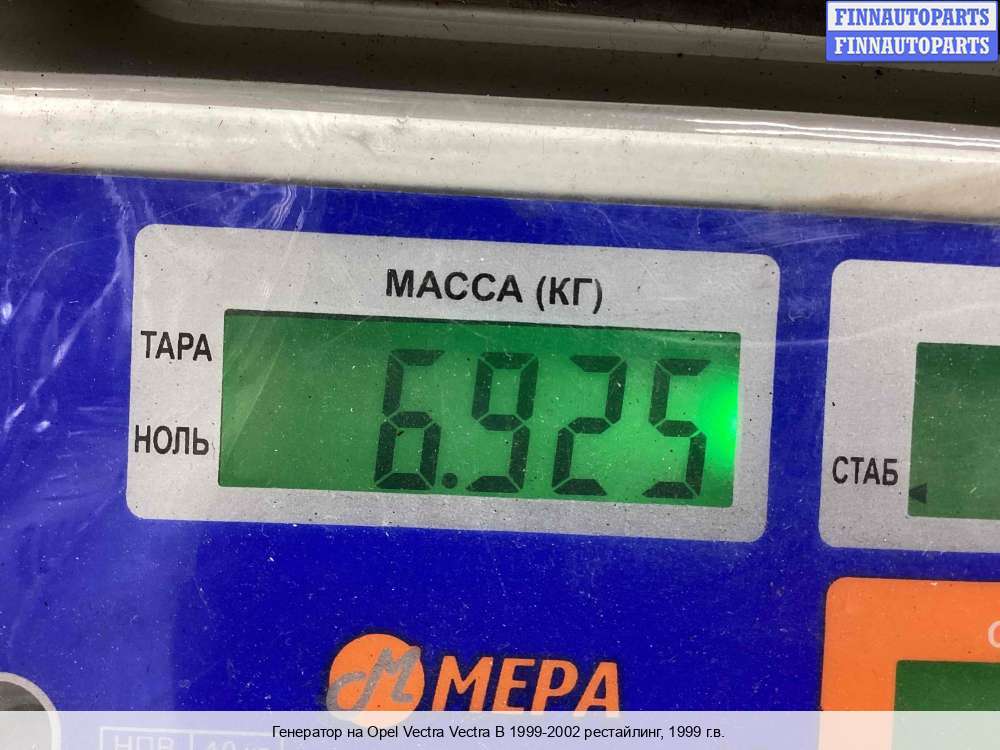 FINNAUTOPARTS
FINNAUTOPARTS
МАССА (КГ)
ТАРА
6.925
НОЛЬ
СТАБ
МЕРА
Генератор на Opel Vectra Vectra B 1999-2002 рестайлинг, 1999 г.в.